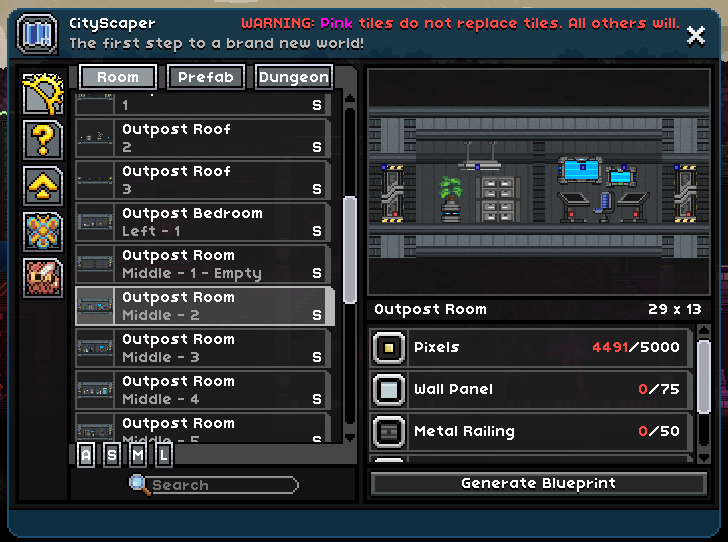 CityScaper
WARNING: Pink tiles do not replace tiles. All others will.
The first step to a brand new world!
Room
Prefab
Dungeon
1
S
Outpost Roof
2
S
Outpost Roof
3
S
Outpost Bedroom
Left - 1
S
Outpost Room
Middle - 1 - Empty
S
Outpost Room
Middle - 2
S
Outpost Room
Middle - 3
S
Outpost Room
Middle - 4
S
Outpost Room
Middle - 5
S
A S M L
Search
Outpost Room
29 x 13
Pixels
4491/5000
Wall Panel
0/75
Metal Railing
0/50
Generate Blueprint